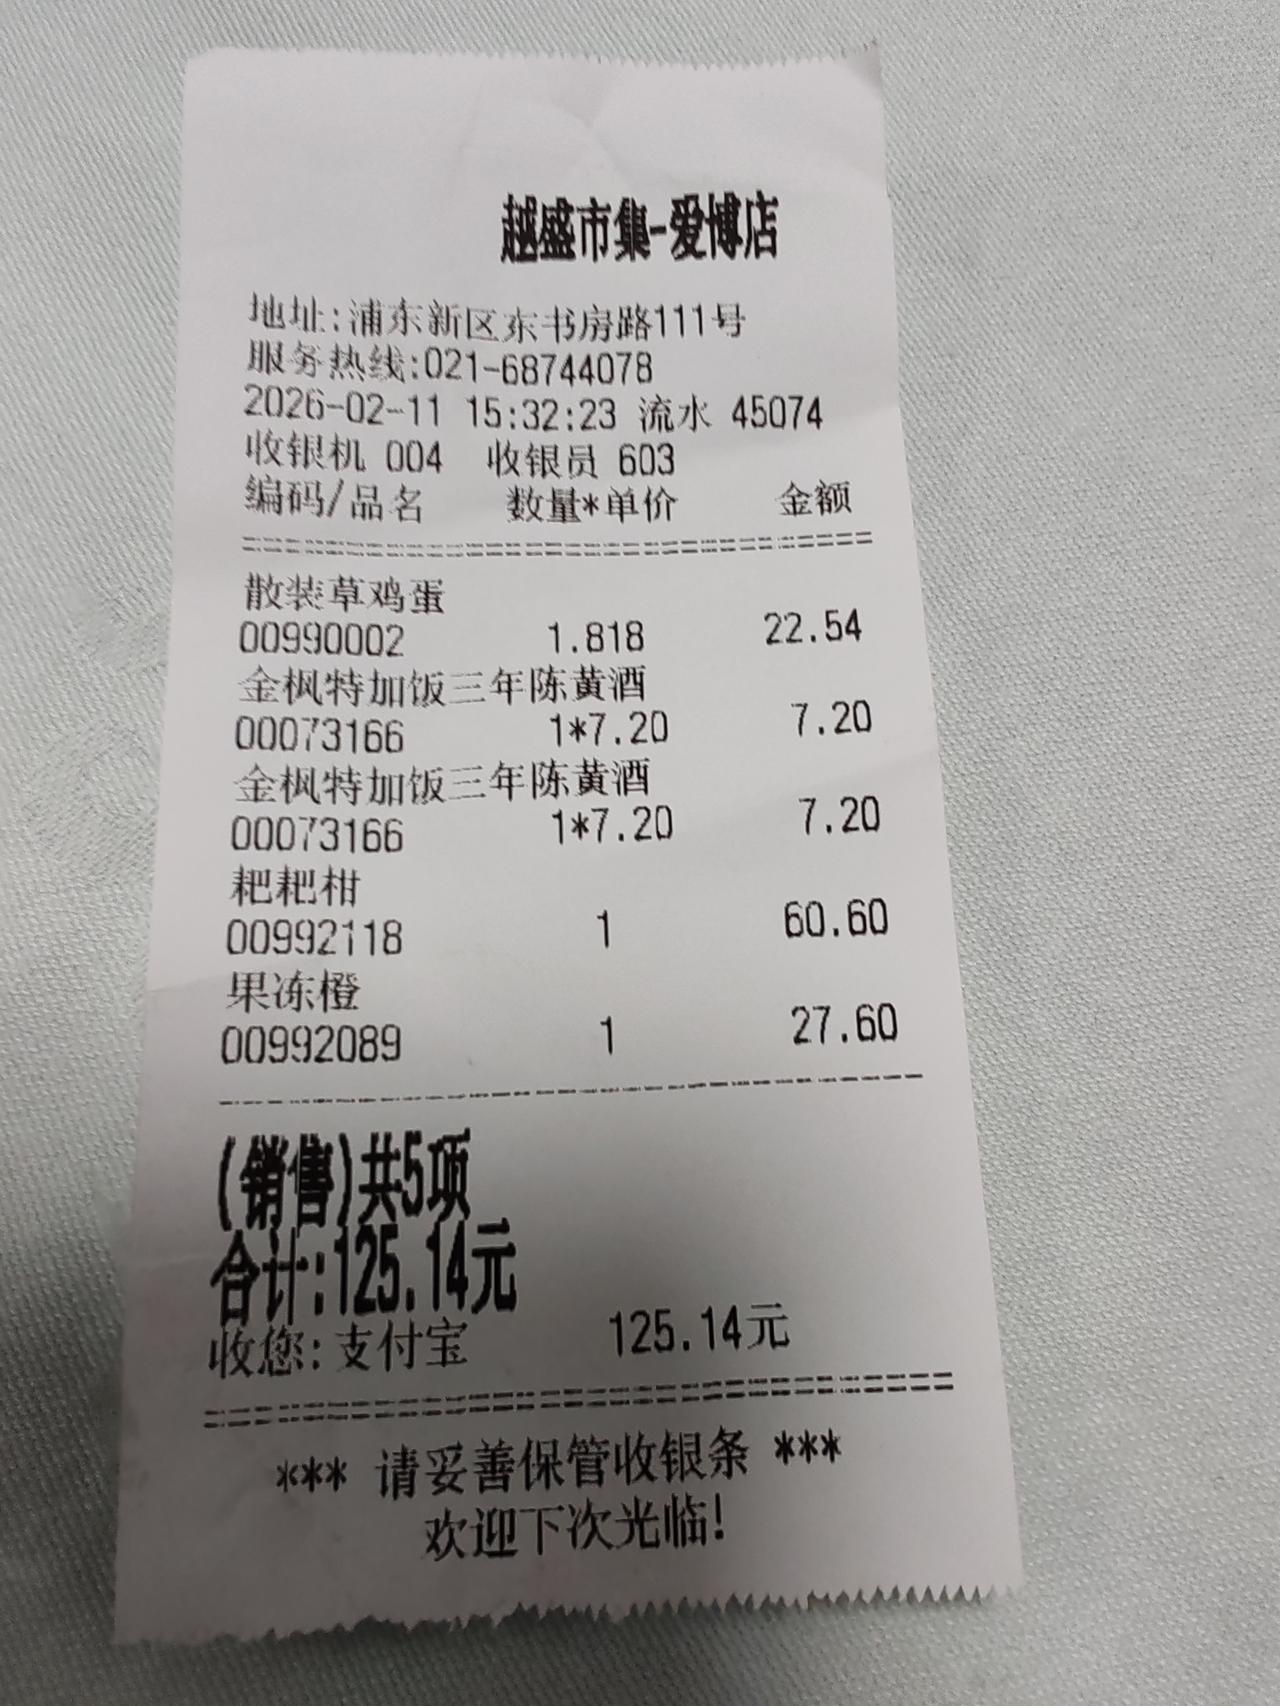 越盛市集-爱博店
地址:浦东新区东书房路111号
服务热线:021-68744078
2026-02-11 15:32:23 流水 45074
收银机 004 收银员 603
编码/品名 数量*单价 金额
散装草鸡蛋
00990002 1.818 22.54
金枫特加饭三年陈黄酒
00073166 1*7.20 7.20
金枫特加饭三年陈黄酒
00073166 1*7.20 7.20
耙耙柑
00992118 1 60.60
果冻橙
00992089 1 27.60
(销售)共5项
合计:125.14元
收您:支付宝 125.14元
*** 请妥善保管收银条 ***
欢迎下次光临!